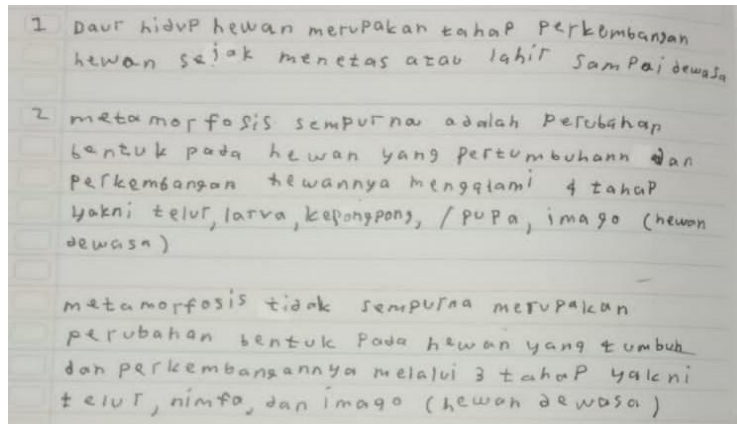 1 Daur hidup hewan merupakan tahap perkembangan
hewan sejak menetas atau lahir sampai dewasa
2 metamorfosis sempurna adalah Perubahan
bentuk pada hewan yang pertumbuhann dan
perkembangan hewannya mengalami 4 tahap
yakni telur, larva, kepongpong, / pupa, imago (hewan
dewasa)
metamorfosis tidak sempurna merupakan
perubahan bentuk Pada hewan yang tumbuh
dan perkembangannya melalui 3 tahap yakni
telur, nimfa, dan imago (hewan dewasa)